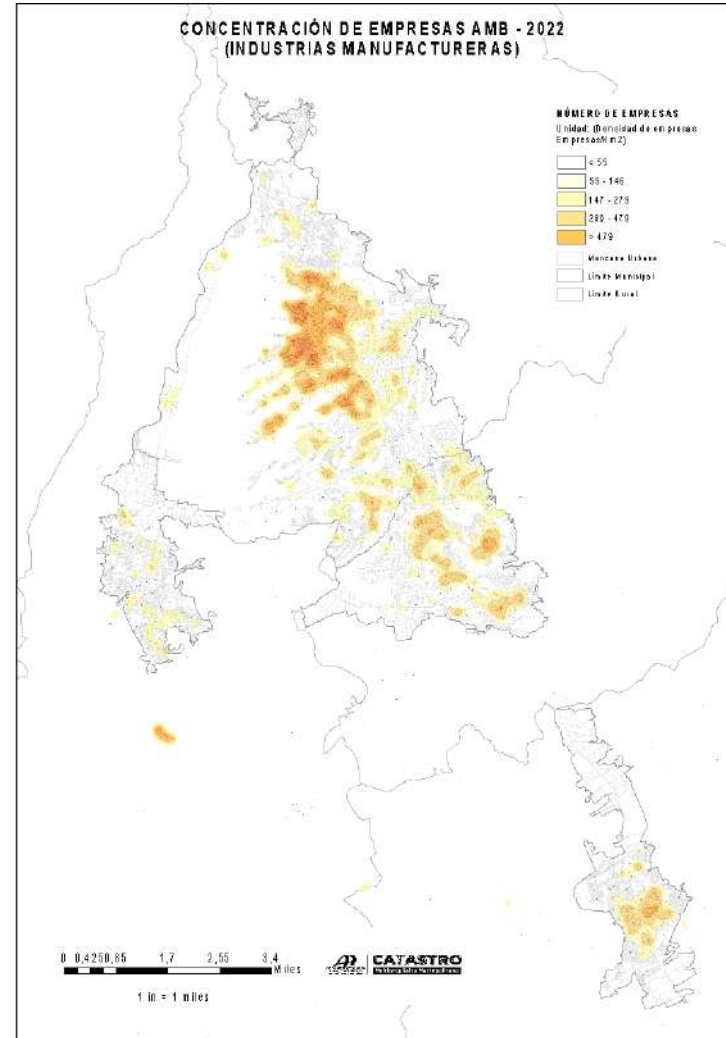 CONCENTRACIÓN DE EMPRESAS AMB - 2022
(INDUSTRIAS MANUFACTURERAS)
NÚMERO DE EMPRESAS
Unidad: (Densidad de empresas
Empresas/Km2)
< 55
55 - 146
147 - 279
280 - 479
> 479
Manzana Urbana
Límite Municipal
Límite Rural
0 0,425 0,85 1,7 2,55 3,4
Miles
CATASTRO
1 in = 1 miles